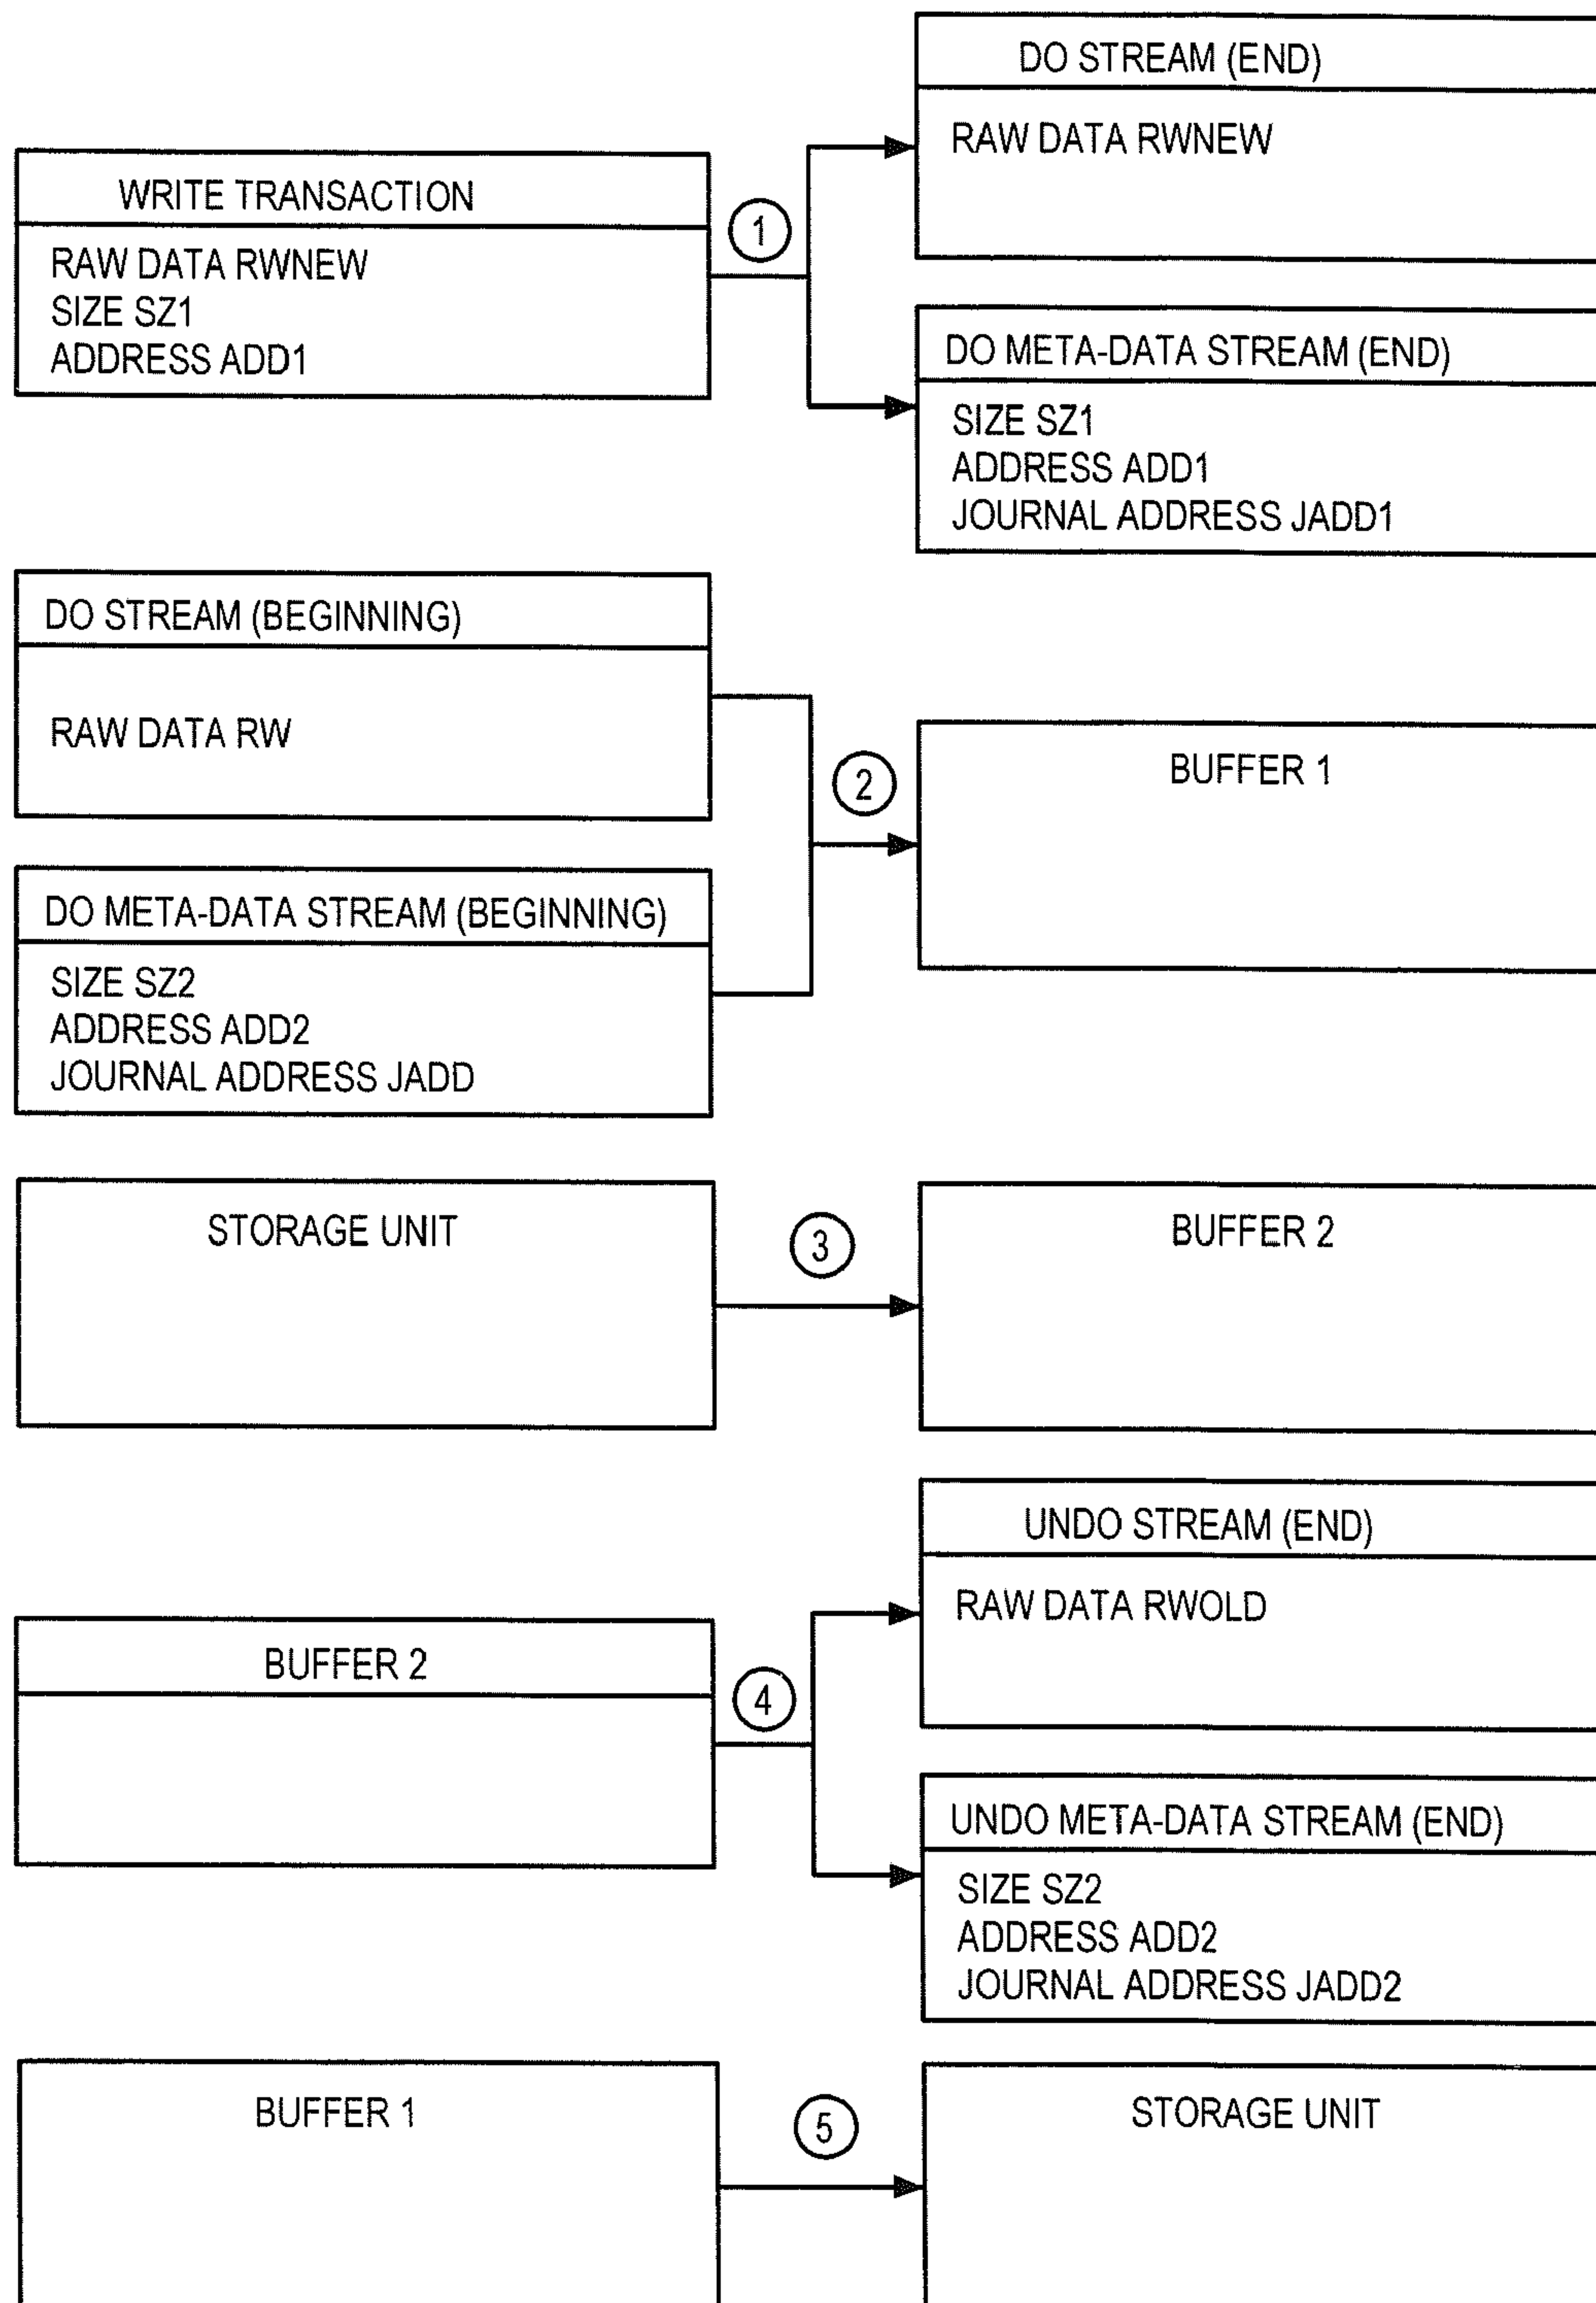 DO STREAM (END)
RAW DATA RWNEW
WRITE TRANSACTION
RAW DATA RWNEW
SIZE SZ1
ADDRESS ADD1
1
DO META-DATA STREAM (END)
SIZE SZ1
ADDRESS ADD1
JOURNAL ADDRESS JADD1
DO STREAM (BEGINNING)
RAW DATA RW
2
BUFFER 1
DO META-DATA STREAM (BEGINNING)
SIZE SZ2
ADDRESS ADD2
JOURNAL ADDRESS JADD
STORAGE UNIT
3
BUFFER 2
UNDO STREAM (END)
RAW DATA RWOLD
BUFFER 2
4
UNDO META-DATA STREAM (END)
SIZE SZ2
ADDRESS ADD2
JOURNAL ADDRESS JADD2
BUFFER 1
5
STORAGE UNIT